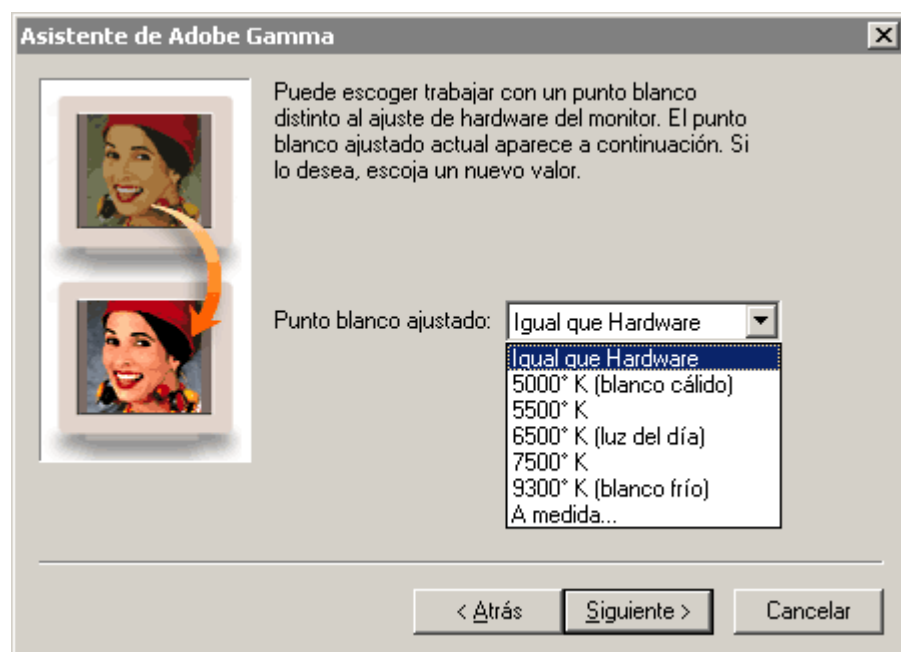 Asistente de Adobe Gamma
Puede escoger trabajar con un punto blanco
distinto al ajuste de hardware del monitor. El punto
blanco ajustado actual aparece a continuación. Si
lo desea, escoja un nuevo valor.
Punto blanco ajustado: Igual que Hardware
Igual que Hardware
5000° K (blanco cálido)
5500° K
6500° K (luz del día)
7500° K
9300° K (blanco frío)
A medida...
< Atrás Siguiente > Cancelar